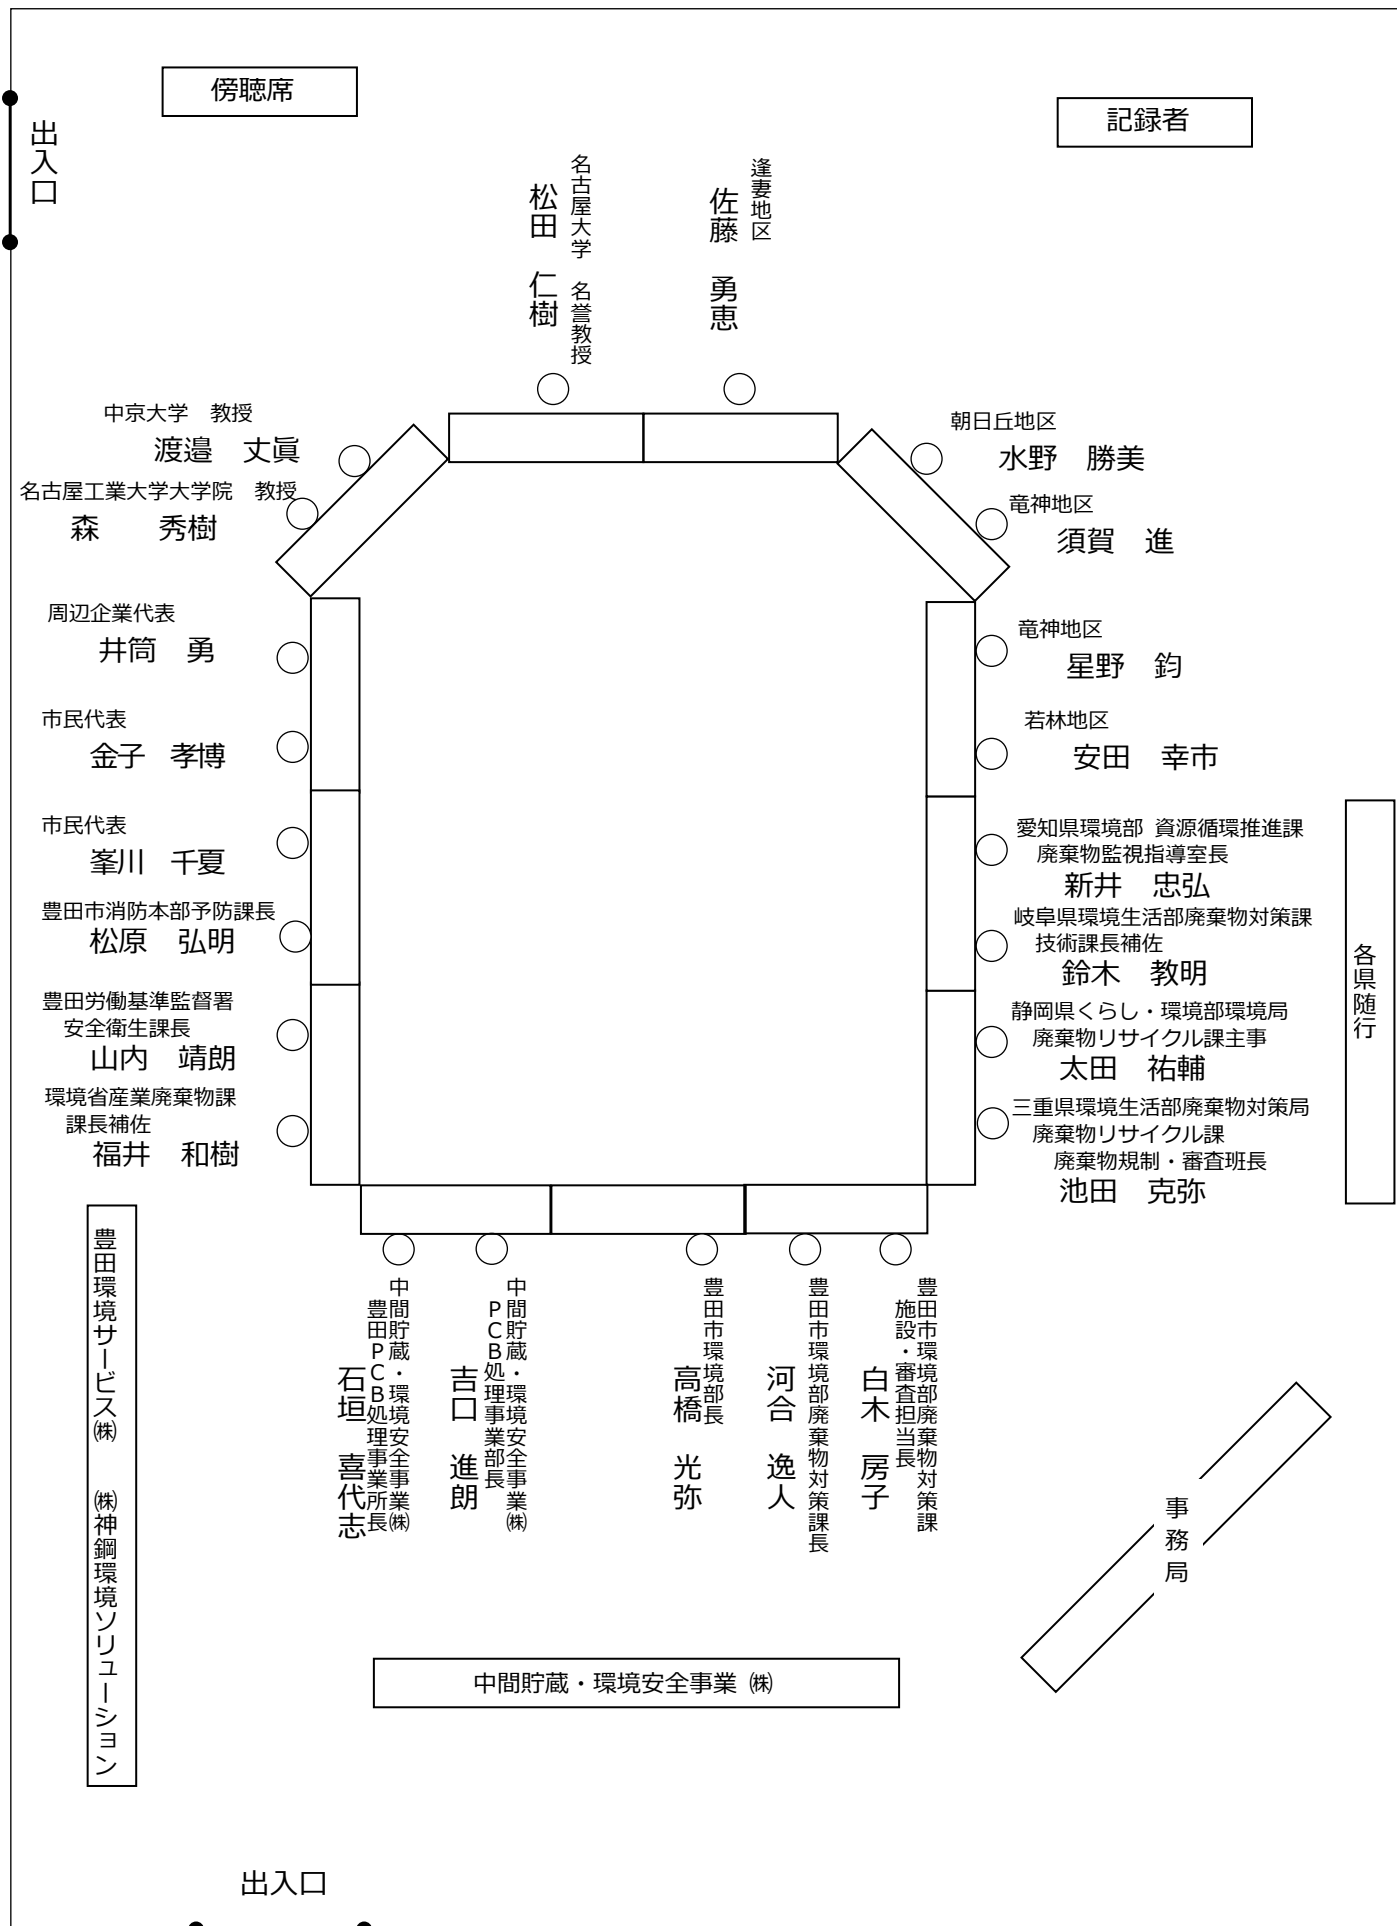 傍聴席
記録者
出入口
名古屋大学　名誉教授
松田　仁樹
逢妻地区
佐藤　勇恵
中京大学　教授
渡邉　丈眞
名古屋工業大学大学院　教授
森　　秀樹
周辺企業代表
井筒　勇
市民代表
金子　孝博
市民代表
峯川　千夏
豊田市消防本部予防課長
松原　弘明
豊田労働基準監督署
安全衛生課長
山内　靖朗
環境省産業廃棄物課
課長補佐
福井　和樹
朝日丘地区
水野　勝美
竜神地区
須賀　進
竜神地区
星野　鈞
若林地区
安田　幸市
愛知県環境部 資源循環推進課
廃棄物監視指導室長
新井　忠弘
岐阜県環境生活部廃棄物対策課
技術課長補佐
鈴木　教明
静岡県くらし・環境部環境局
廃棄物リサイクル課主事
太田　祐輔
三重県環境生活部廃棄物対策局
廃棄物リサイクル課
廃棄物規制・審査班長
池田　克弥
各県随行
中間貯蔵・環境安全事業㈱
豊田ＰＣＢ処理事業所長
石垣　喜代志
中間貯蔵・環境安全事業㈱
ＰＣＢ処理事業部長
吉口　進朗
豊田市環境部長
高橋　光弥
豊田市環境部廃棄物対策課長
河合　逸人
豊田市環境部廃棄物対策課
施設・審査担当長
白木　房子
豊田環境サービス㈱　㈱神鋼環境ソリューション
事務局
中間貯蔵・環境安全事業 ㈱
出入口